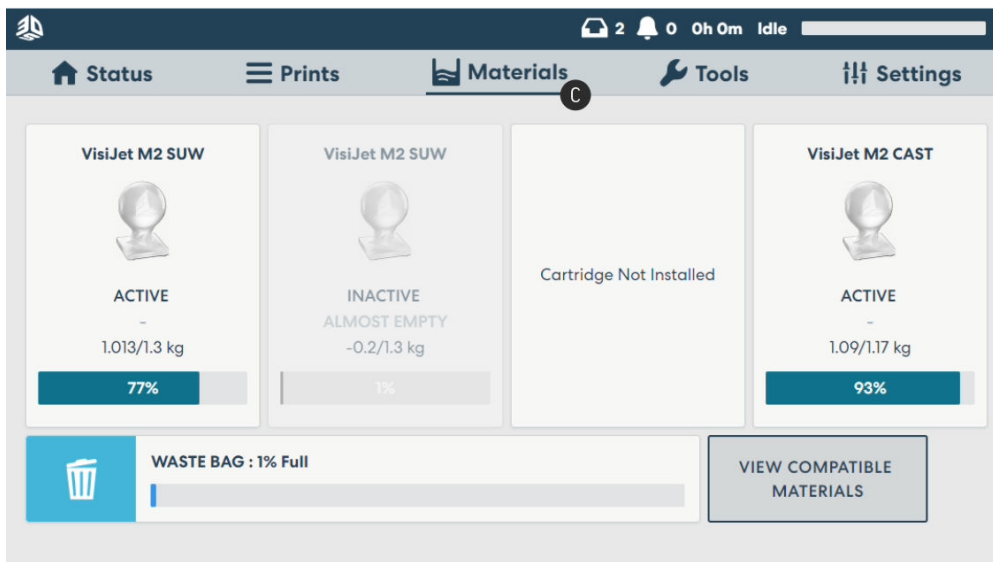 2 0 0h 0m Idle
Status Prints Materials Tools Settings
C
VisiJet M2 SUW
ACTIVE
-
1.013/1.3 kg
77%
VisiJet M2 SUW
INACTIVE
ALMOST EMPTY
-0.2/1.3 kg
1%
Cartridge Not Installed
VisiJet M2 CAST
ACTIVE
-
1.09/1.17 kg
93%
WASTE BAG : 1% Full
VIEW COMPATIBLE
MATERIALS